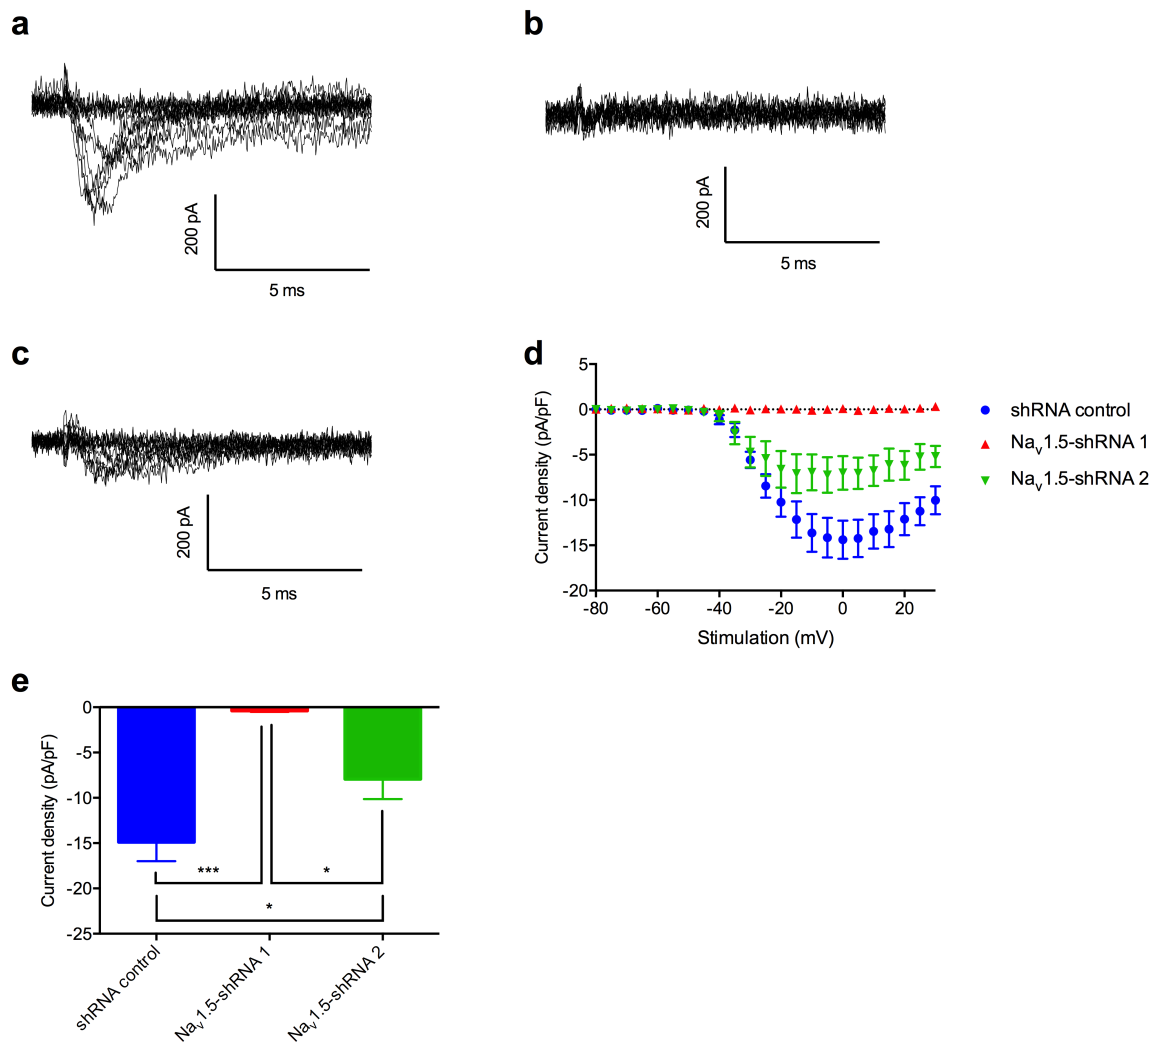 a
b
200 pA
5 ms
200 pA
5 ms
c
d
200 pA
5 ms
5
0
-5
-10
-15
-20
-80
-60
-40
-20
0
20
Current density (pA/pF)
Stimulation (mV)
shRNA control
Nav1.5-shRNA 1
Nav1.5-shRNA 2
e
0
-5
-10
-15
-20
-25
Current density (pA/pF)
***
*
*
shRNA control
Nav1.5-shRNA 1
Nav1.5-shRNA 2